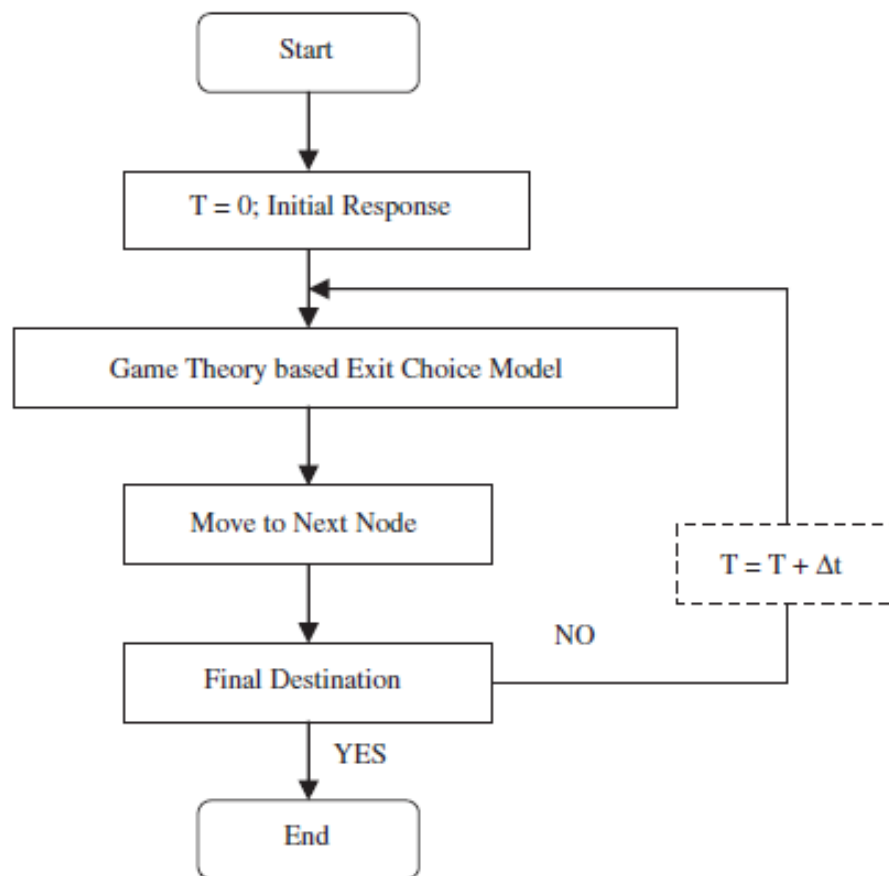 Start
T = 0; Initial Response
Game Theory based Exit Choice Model
Move to Next Node
T = T + Δt
NO
Final Destination
YES
End